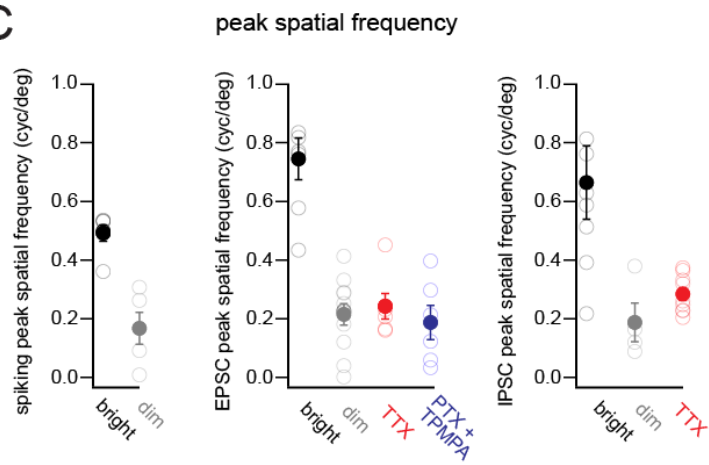 C
peak spatial frequency
spiking peak spatial frequency (cyc/deg)
1.0
0.8
0.6
0.4
0.2
0.0
bright
dim
EPSC peak spatial frequency (cyc/deg)
1.0
0.8
0.6
0.4
0.2
0.0
bright
dim
TTX
PTX +
TPMPA
IPSC peak spatial frequency (cyc/deg)
1.0
0.8
0.6
0.4
0.2
0.0
bright
dim
TTX